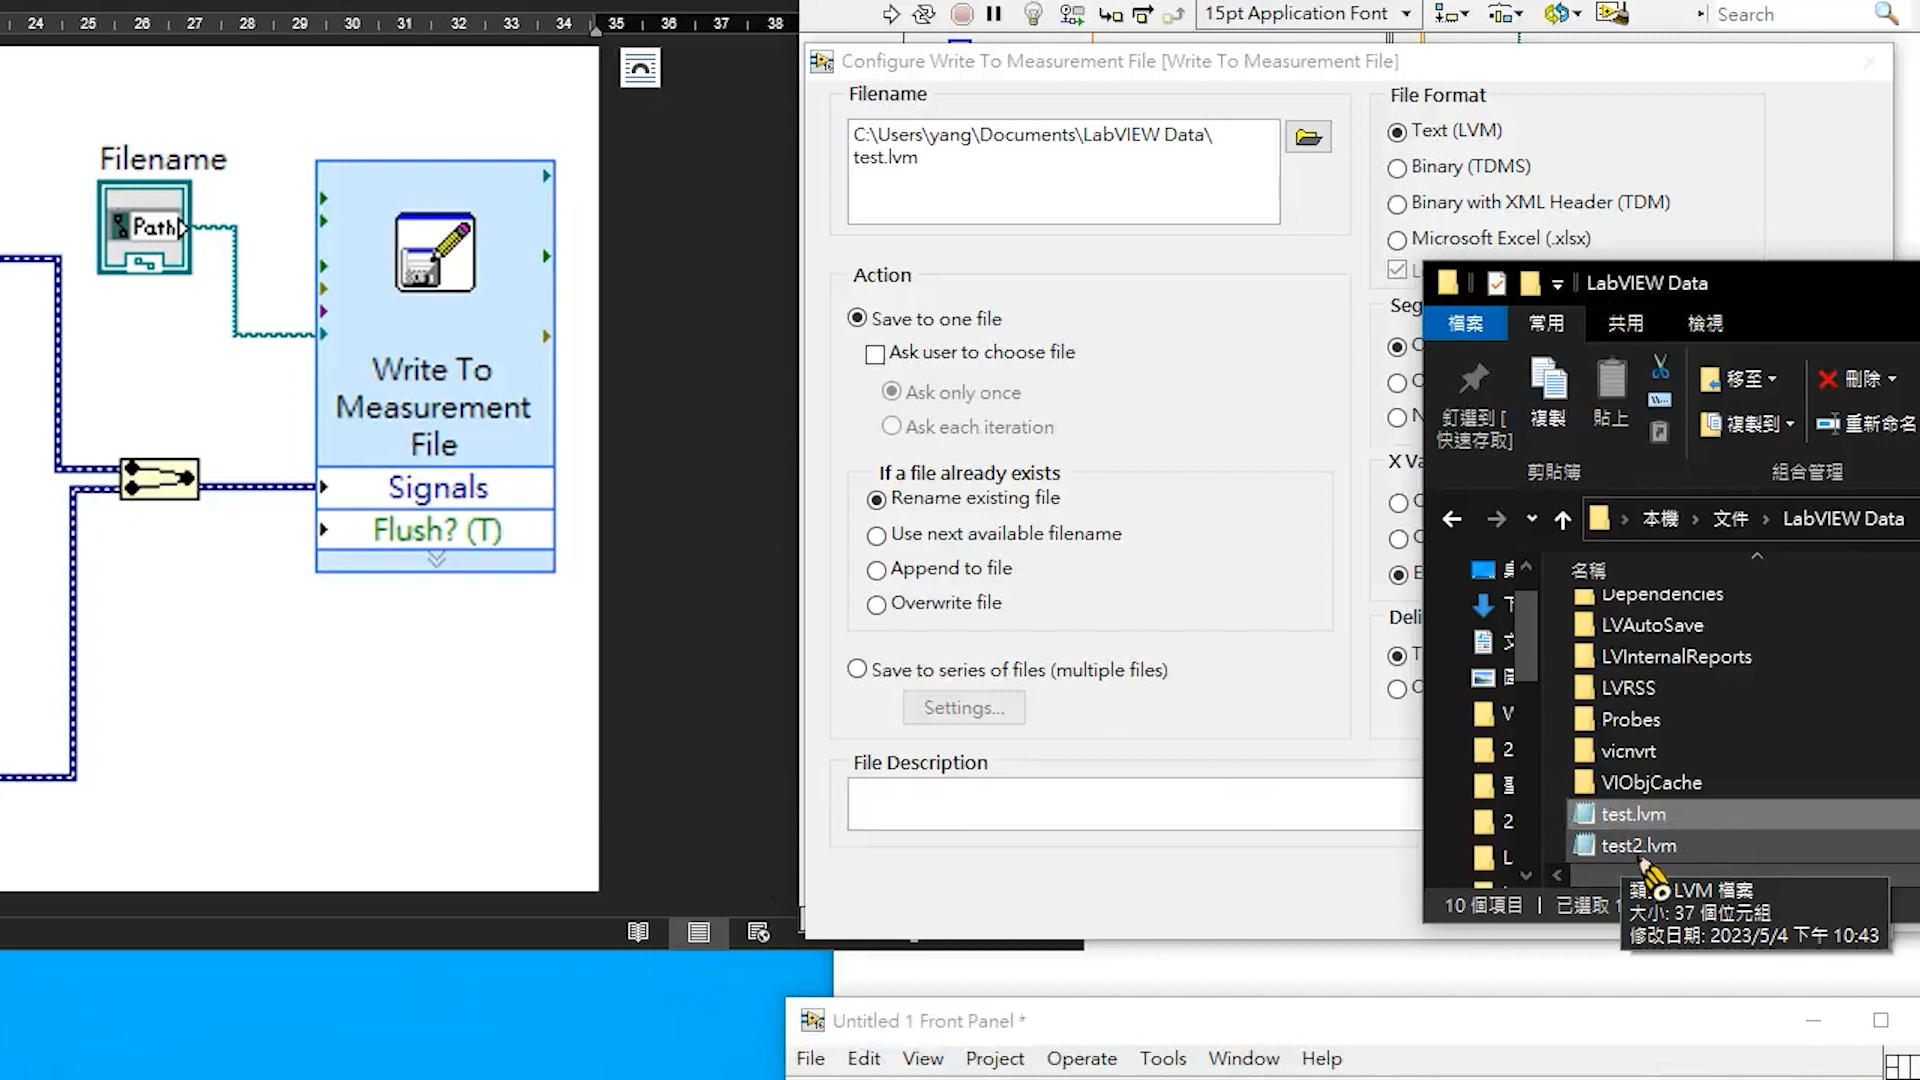 24 25 26 27 28 29 30 31 32 33 34 35 36 37 38
15pt Application Font
Search
Configure Write To Measurement File [Write To Measurement File]
Filename
C:\Users\yang\Documents\LabVIEW Data\
test.lvm
File Format
Text (LVM)
Binary (TDMS)
Binary with XML Header (TDM)
Microsoft Excel (.xlsx)
Action
Save to one file
Ask user to choose file
Ask only once
Ask each iteration
If a file already exists
Rename existing file
Use next available filename
Append to file
Overwrite file
Save to series of files (multiple files)
Settings...
File Description
Seg
X Va
Deli
Filename
Path
Write To
Measurement
File
Signals
Flush? (T)
LabVIEW Data
檔案 常用 共用 檢視
釘選到 [
快速存取]
複製
貼上
移至
複製到
刪除
重新命名
剪貼簿
組合管理
本機 文件 LabVIEW Data
名稱
Dependencies
LVAutoSave
LVInternalReports
LVRSS
Probes
vicnvrt
VIObjCache
test.lvm
test2.lvm
10 個項目 已選取 1
LVM 檔案
大小: 37 個位元組
修改日期: 2023/5/4 下午 10:43
Untitled 1 Front Panel *
File Edit View Project Operate Tools Window Help